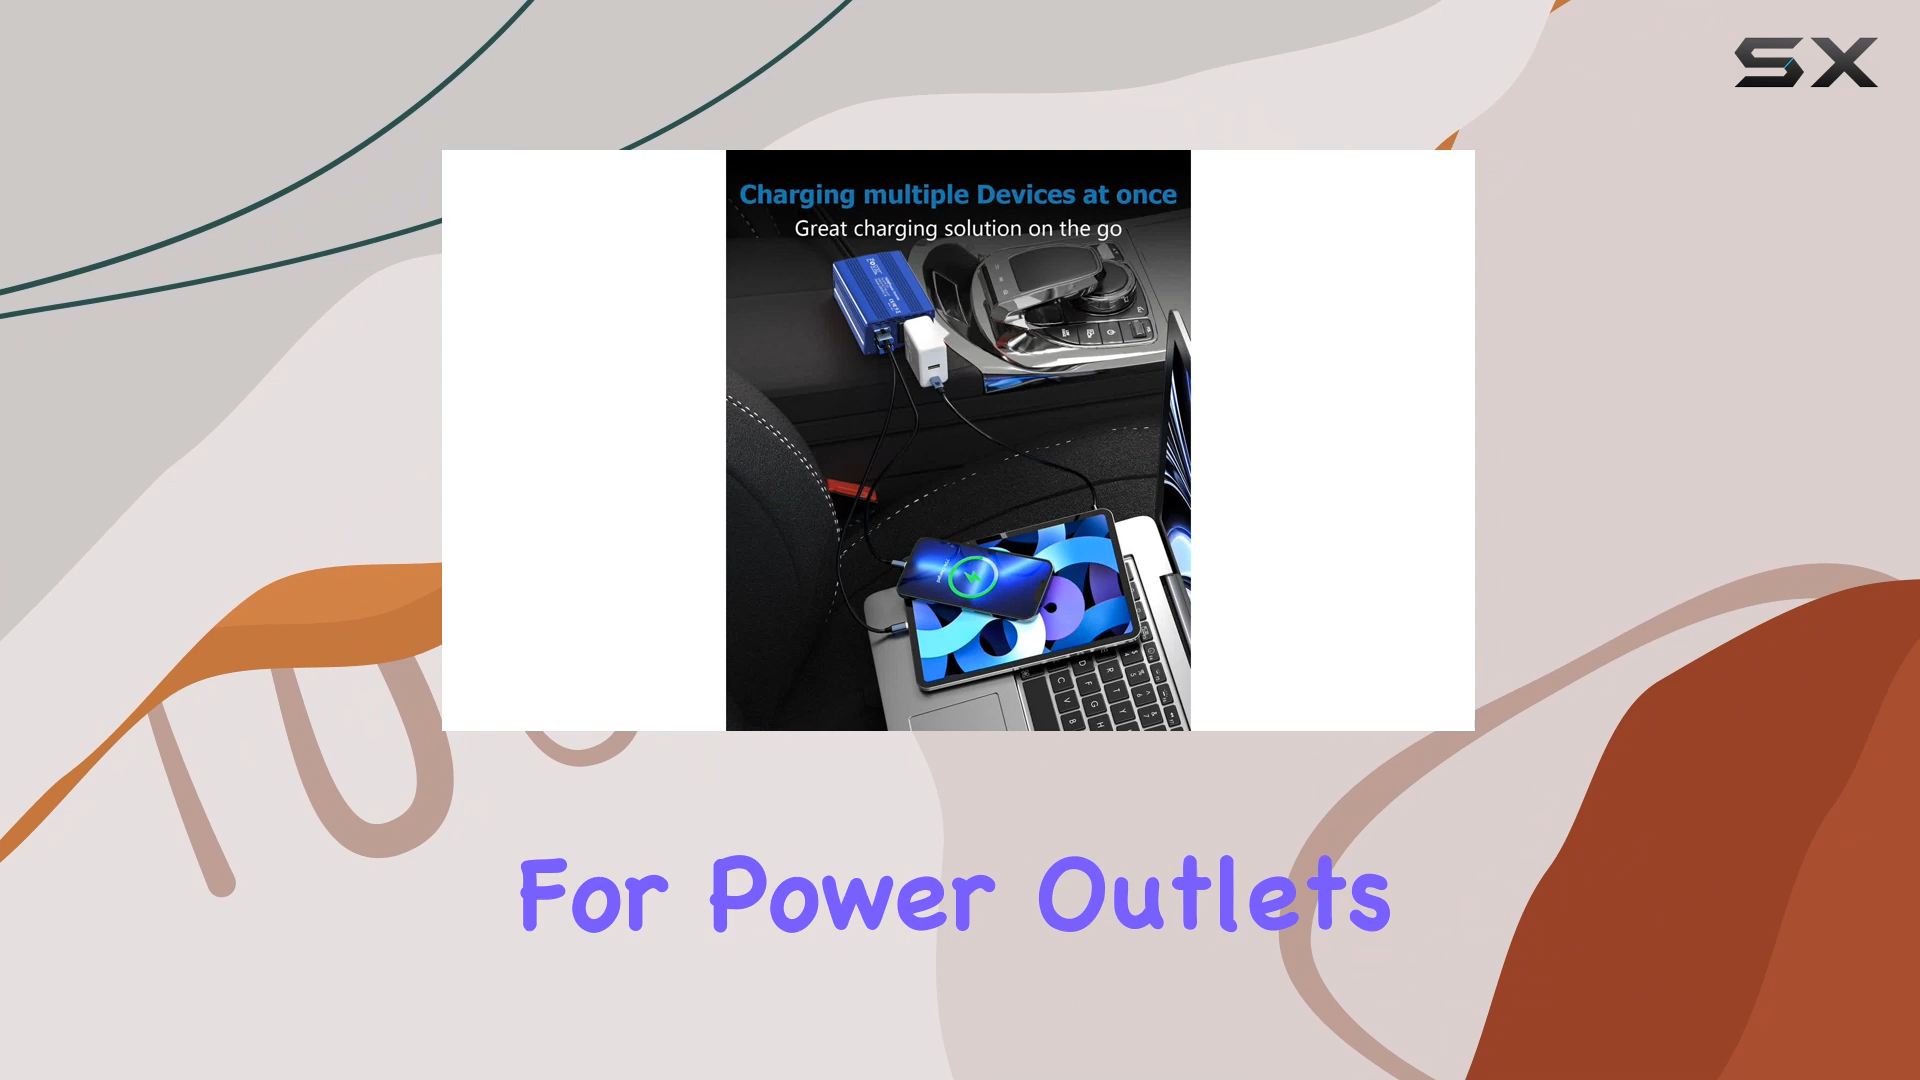 SX
Charging multiple Devices at once
Great charging solution on the go
For Power Outlets